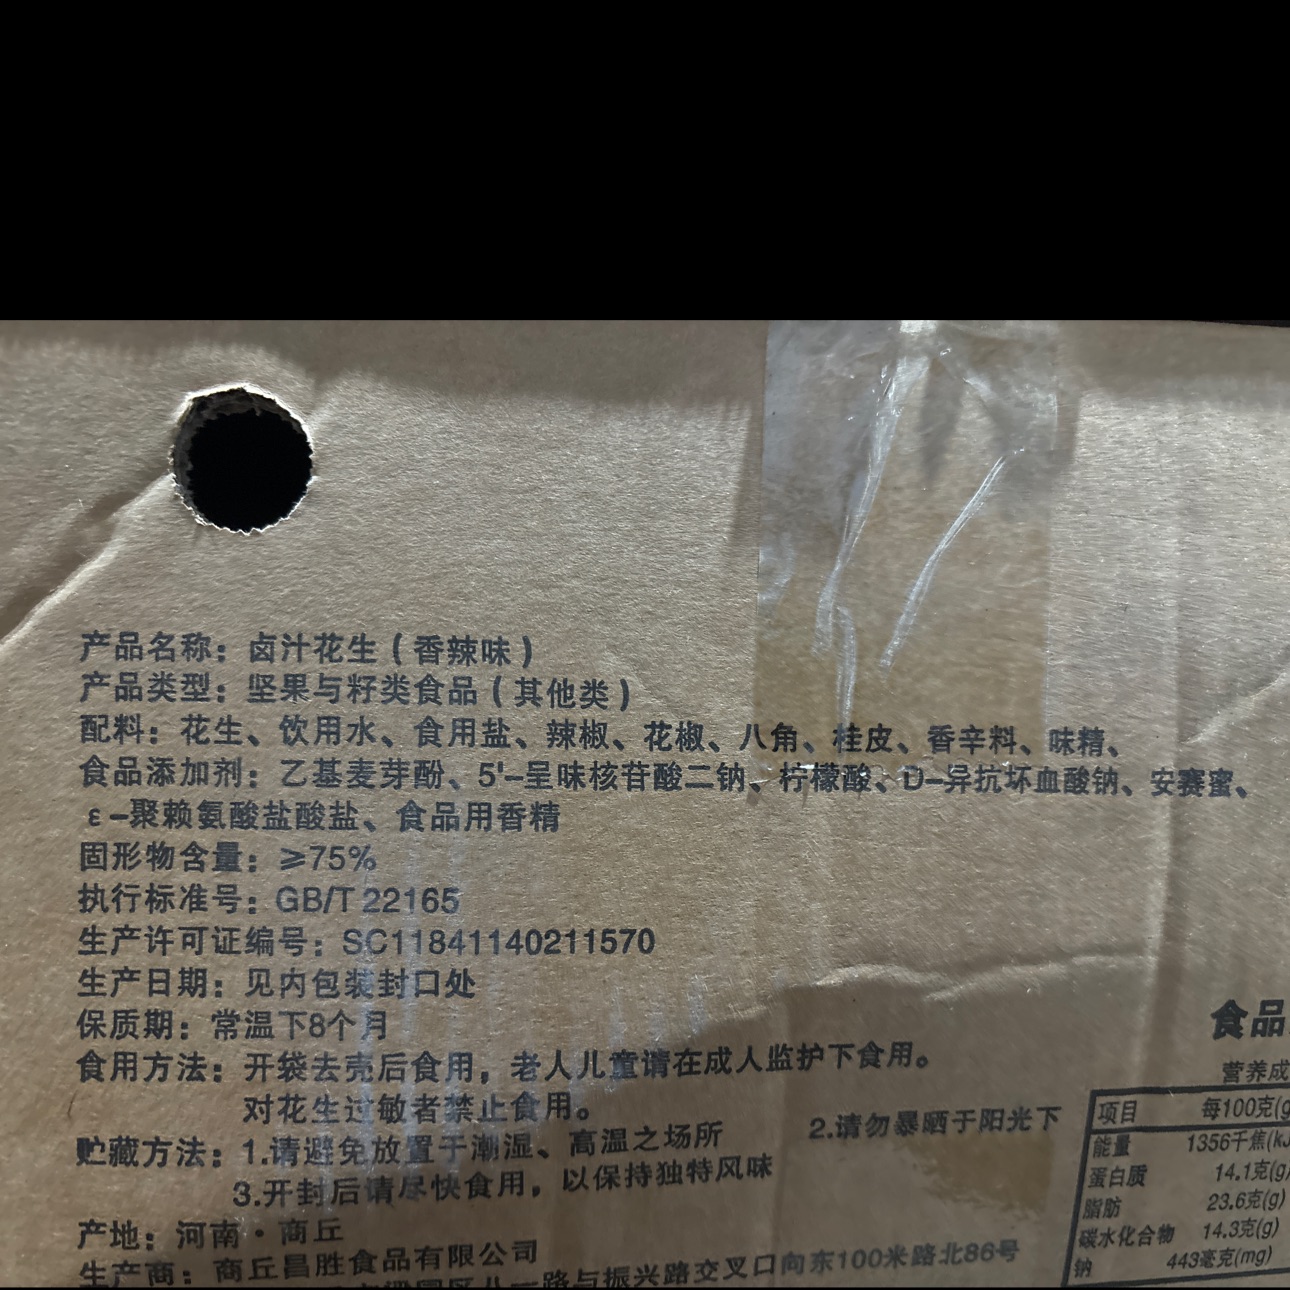 产品名称：卤汁花生（香辣味）
产品类型：坚果与籽类食品（其他类）
配料：花生、饮用水、食用盐、辣椒、花椒、八角、桂皮、香辛料、味精、
食品添加剂：乙基麦芽酚、5'-呈味核苷酸二钠、柠檬酸、D-异抗坏血酸钠、安赛蜜、
ε-聚赖氨酸盐酸盐、食品用香精
固形物含量：≥75%
执行标准号：GB/T 22165
生产许可证编号：SC11841140211570
生产日期：见内包装封口处
保质期：常温下8个月
食用方法：开袋去壳后食用，老人儿童请在成人监护下食用。
对花生过敏者禁止食用。
贮藏方法：1.请避免放置于潮湿、高温之场所 2.请勿暴晒于阳光下
3.开封后请尽快食用，以保持独特风味
产地：河南·商丘
生产商：商丘昌胜食品有限公司
路与振兴路交叉口向东100米路北86号
食品
营养成
项目 每100克(g
能量 1356千焦(kJ
蛋白质 14.1克(g)
脂肪 23.6克(g)
碳水化合物 14.3克(g)
钠 443毫克(mg)